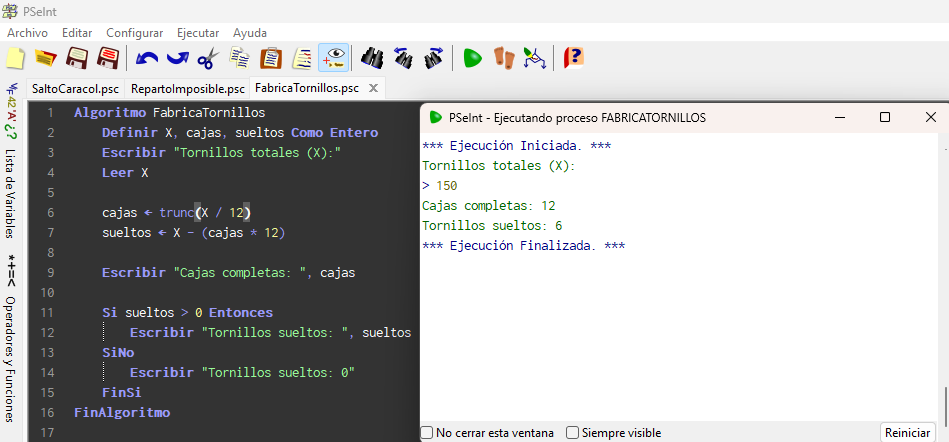 PSeInt
Archivo Editar Configurar Ejecutar Ayuda
SaltoCaracol.psc RepartoImposible.psc FabricaTornillos.psc
Lista de Variables
Operadores y Funciones
1 Algoritmo FabricaTornillos
2 Definir X, cajas, sueltos Como Entero
3 Escribir "Tornillos totales (X):"
4 Leer X
5
6 cajas ← trunc(X / 12)
7 sueltos ← X - (cajas * 12)
8
9 Escribir "Cajas completas: ", cajas
10
11 Si sueltos > 0 Entonces
12 Escribir "Tornillos sueltos: ", sueltos
13 SiNo
14 Escribir "Tornillos sueltos: 0"
15 FinSi
16 FinAlgoritmo
17
PSeInt - Ejecutando proceso FABRICATORNILLOS
*** Ejecución Iniciada. ***
Tornillos totales (X):
> 150
Cajas completas: 12
Tornillos sueltos: 6
*** Ejecución Finalizada. ***
No cerrar esta ventana Siempre visible Reiniciar